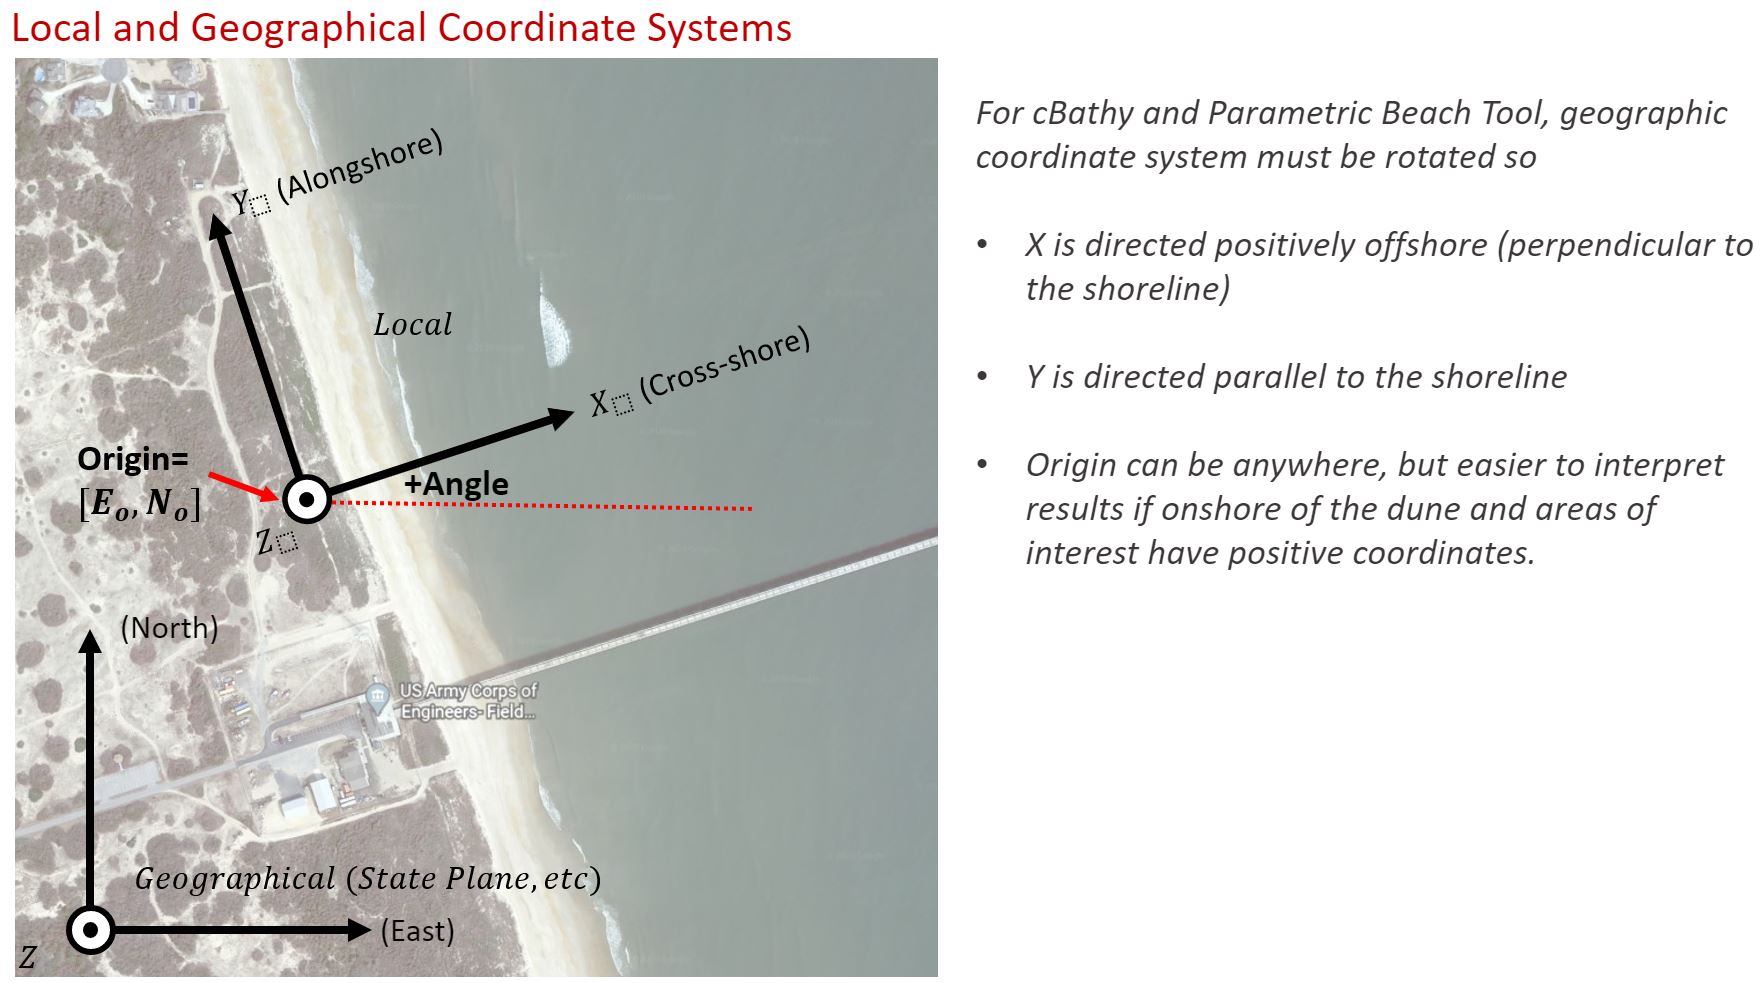 Local and Geographical Coordinate Systems
Y⬚ (Alongshore)
Local
X⬚ (Cross-shore)
Origin=
[E₀, N₀]
+Angle
Z⬚
(North)
US Army Corps of
Engineers- Field...
Geographical (State Plane, etc)
(East)
Z
For cBathy and Parametric Beach Tool, geographic
coordinate system must be rotated so
• X is directed positively offshore (perpendicular to
the shoreline)
• Y is directed parallel to the shoreline
• Origin can be anywhere, but easier to interpret
results if onshore of the dune and areas of
interest have positive coordinates.